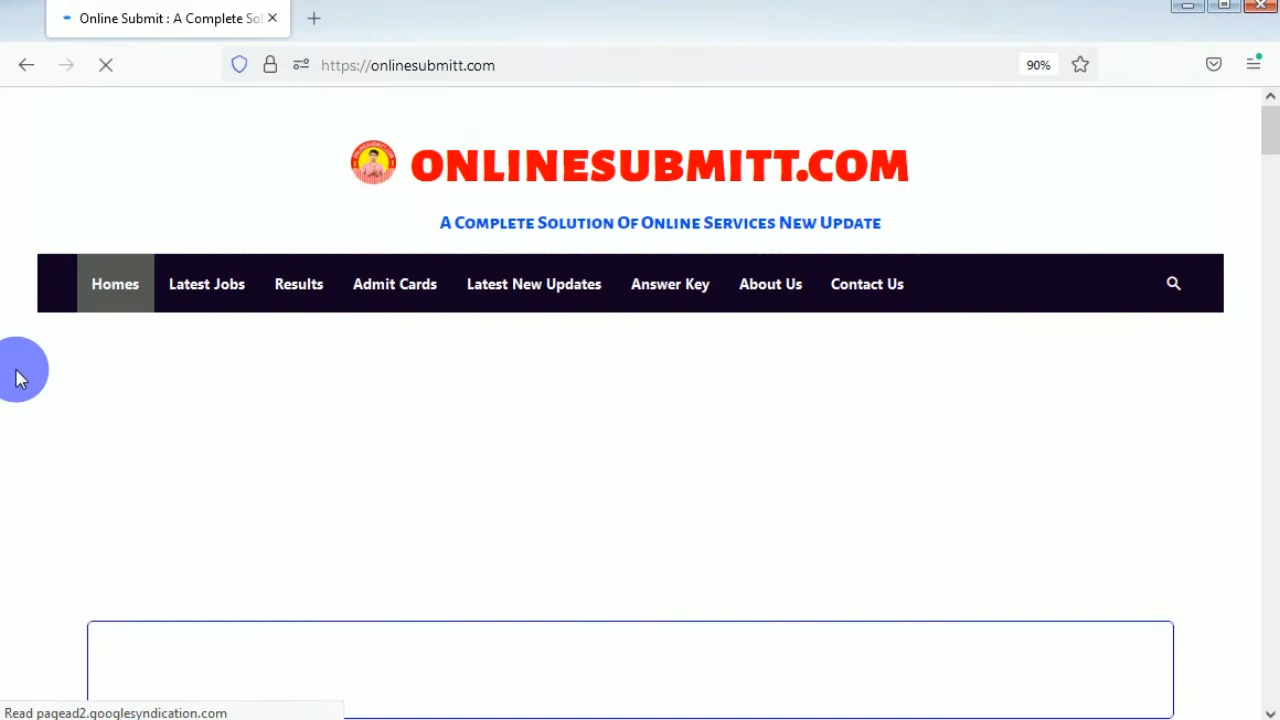 Online Submit : A Complete Sol
https://onlinesubmitt.com
90%
ONLINESUBMITT.COM
A Complete Solution Of Online Services New Update
Homes Latest Jobs Results Admit Cards Latest New Updates Answer Key About Us Contact Us
Read pagead2.googlesyndication.com